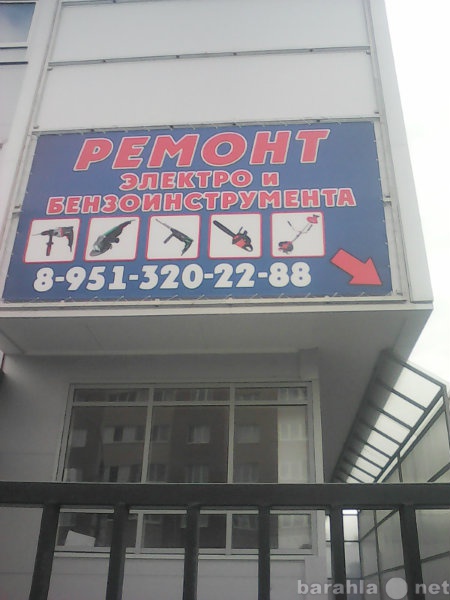 РЕМОНТ
ЭЛЕКТРО и
БЕНЗОИНСТРУМЕНТА
8-951-320-22-88
barahla net